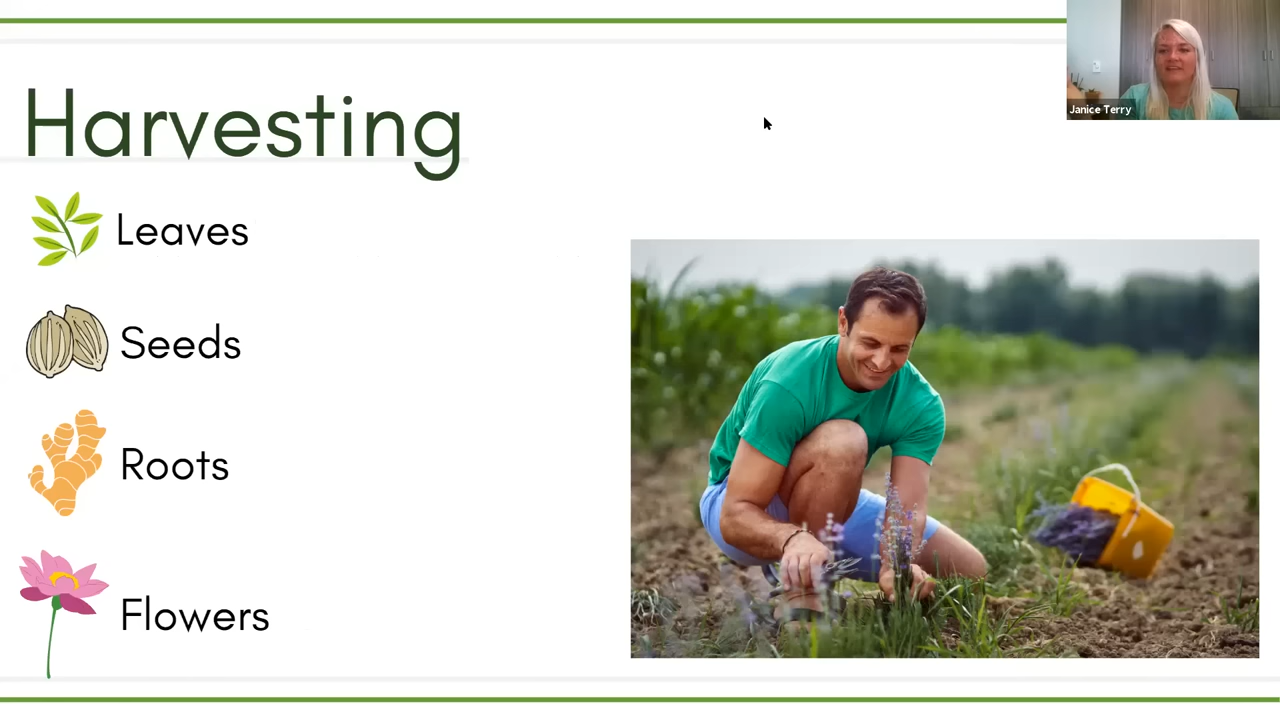 Janice Terry
Harvesting
Leaves
Seeds
Roots
Flowers